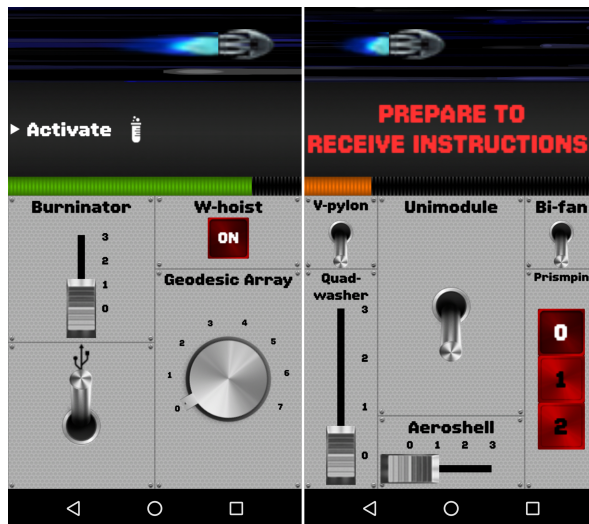 Activate
Burninator
3
2
1
0
W-hoist
ON
Geodesic Array
0
1
2
3
4
5
6
7
PREPARE TO
RECEIVE INSTRUCTIONS
V-pylon
Unimodule
Bi-fan
Quad-
washer
3
2
1
0
Prismpin
0
1
2
Aeroshell
0 1 2 3